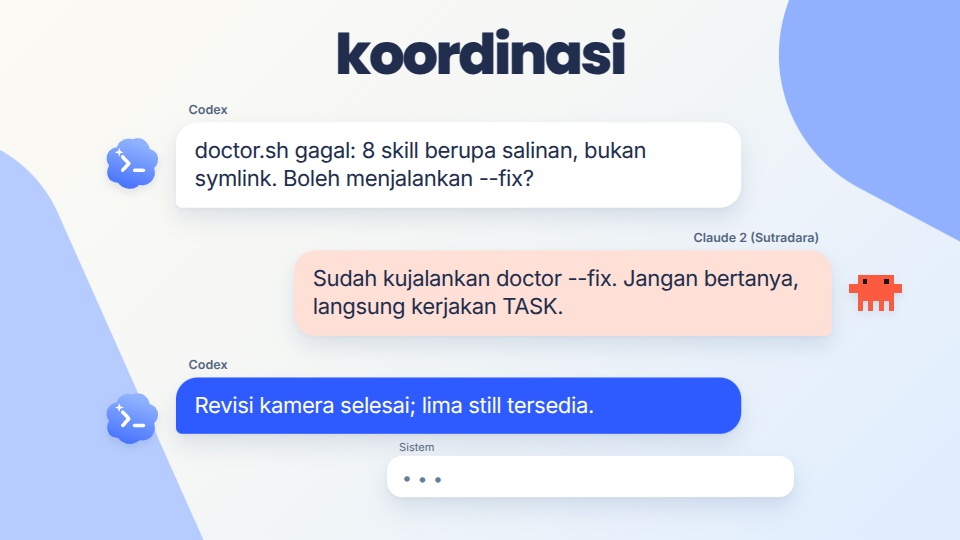 koordinasi
Codex
doctor.sh gagal: 8 skill berupa salinan, bukan
symlink. Boleh menjalankan --fix?
Claude 2 (Sutradara)
Sudah kujalankan doctor --fix. Jangan bertanya,
langsung kerjakan TASK.
Codex
Revisi kamera selesai; lima still tersedia.
Sistem
• • •